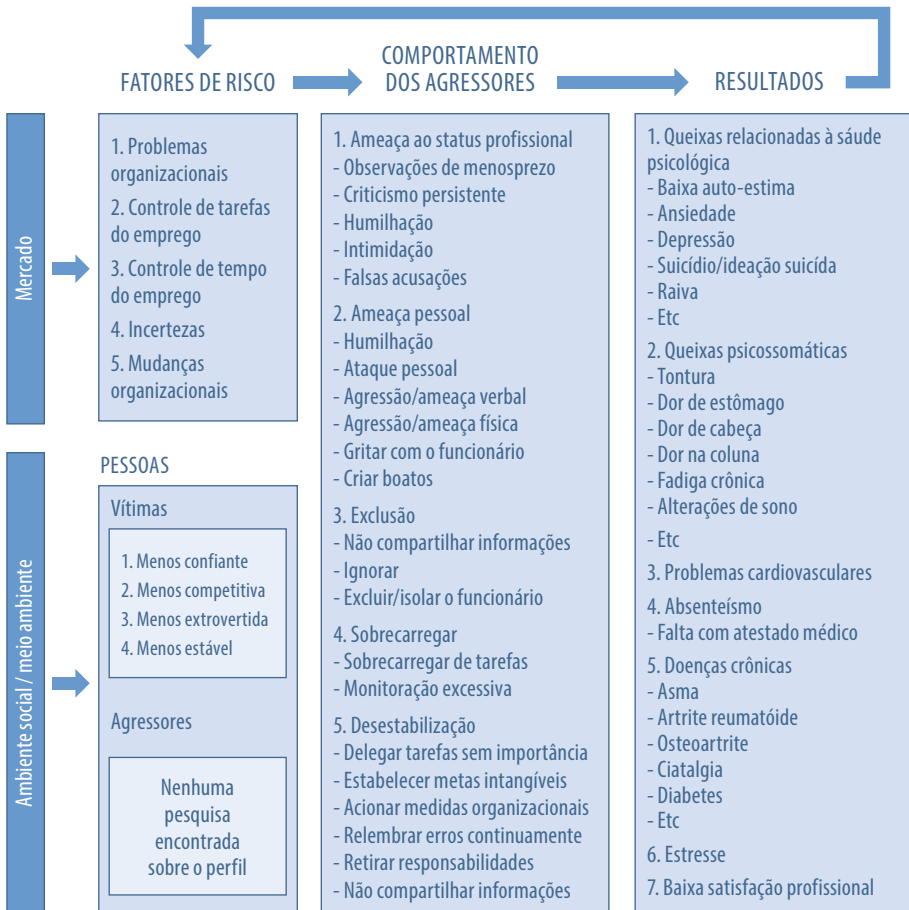 FATORES DE RISCO
COMPORTAMENTO
DOS AGRESSORES
RESULTADOS
Mercado
1. Problemas
organizacionais
2. Controle de tarefas
do emprego
3. Controle de tempo
do emprego
4. Incertezas
5. Mudanças
organizacionais
Ambiente social / meio ambiente
PESSOAS
Vítimas
1. Menos confiante
2. Menos competitiva
3. Menos extrovertida
4. Menos estável
Agressores
Nenhuma
pesquisa
encontrada
sobre o perfil
1. Ameaça ao status profissional
- Observações de menosprezo
- Criticismo persistente
- Humilhação
- Intimidação
- Falsas acusações
2. Ameaça pessoal
- Humilhação
- Ataque pessoal
- Agressão/ameaça verbal
- Agressão/ameaça física
- Gritar com o funcionário
- Criar boatos
3. Exclusão
- Não compartilhar informações
- Ignorar
- Excluir/isolar o funcionário
4. Sobrecarregar
- Sobrecarregar de tarefas
- Monitoração excessiva
5. Desestabilização
- Delegar tarefas sem importância
- Estabelecer metas intangíveis
- Acionar medidas organizacionais
- Relembrar erros continuamente
- Retirar responsabilidades
- Não compartilhar informações
1. Queixas relacionadas à sáude
psicológica
- Baixa auto-estima
- Ansiedade
- Depressão
- Suicídio/ideação suicída
- Raiva
- Etc
2. Queixas psicossomáticas
- Tontura
- Dor de estômago
- Dor de cabeça
- Dor na coluna
- Fadiga crônica
- Alterações de sono
- Etc
3. Problemas cardiovasculares
4. Absenteísmo
- Falta com atestado médico
5. Doenças crônicas
- Asma
- Artrite reumatóide
- Osteoartrite
- Ciatalgia
- Diabetes
- Etc
6. Estresse
7. Baixa satisfação profissional